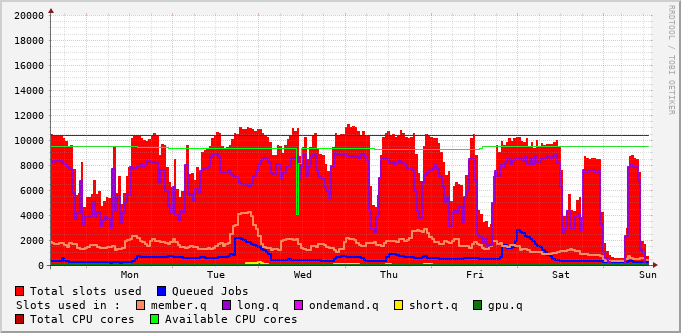 20000
18000
16000
14000
12000
10000
8000
6000
4000
2000
0
Mon Tue Wed Thu Fri Sat Sun
RRDTOOL / TOBI OETIKER
Total slots used Queued Jobs
Slots used in : member.q long.q ondemand.q short.q gpu.q
Total CPU cores Available CPU cores